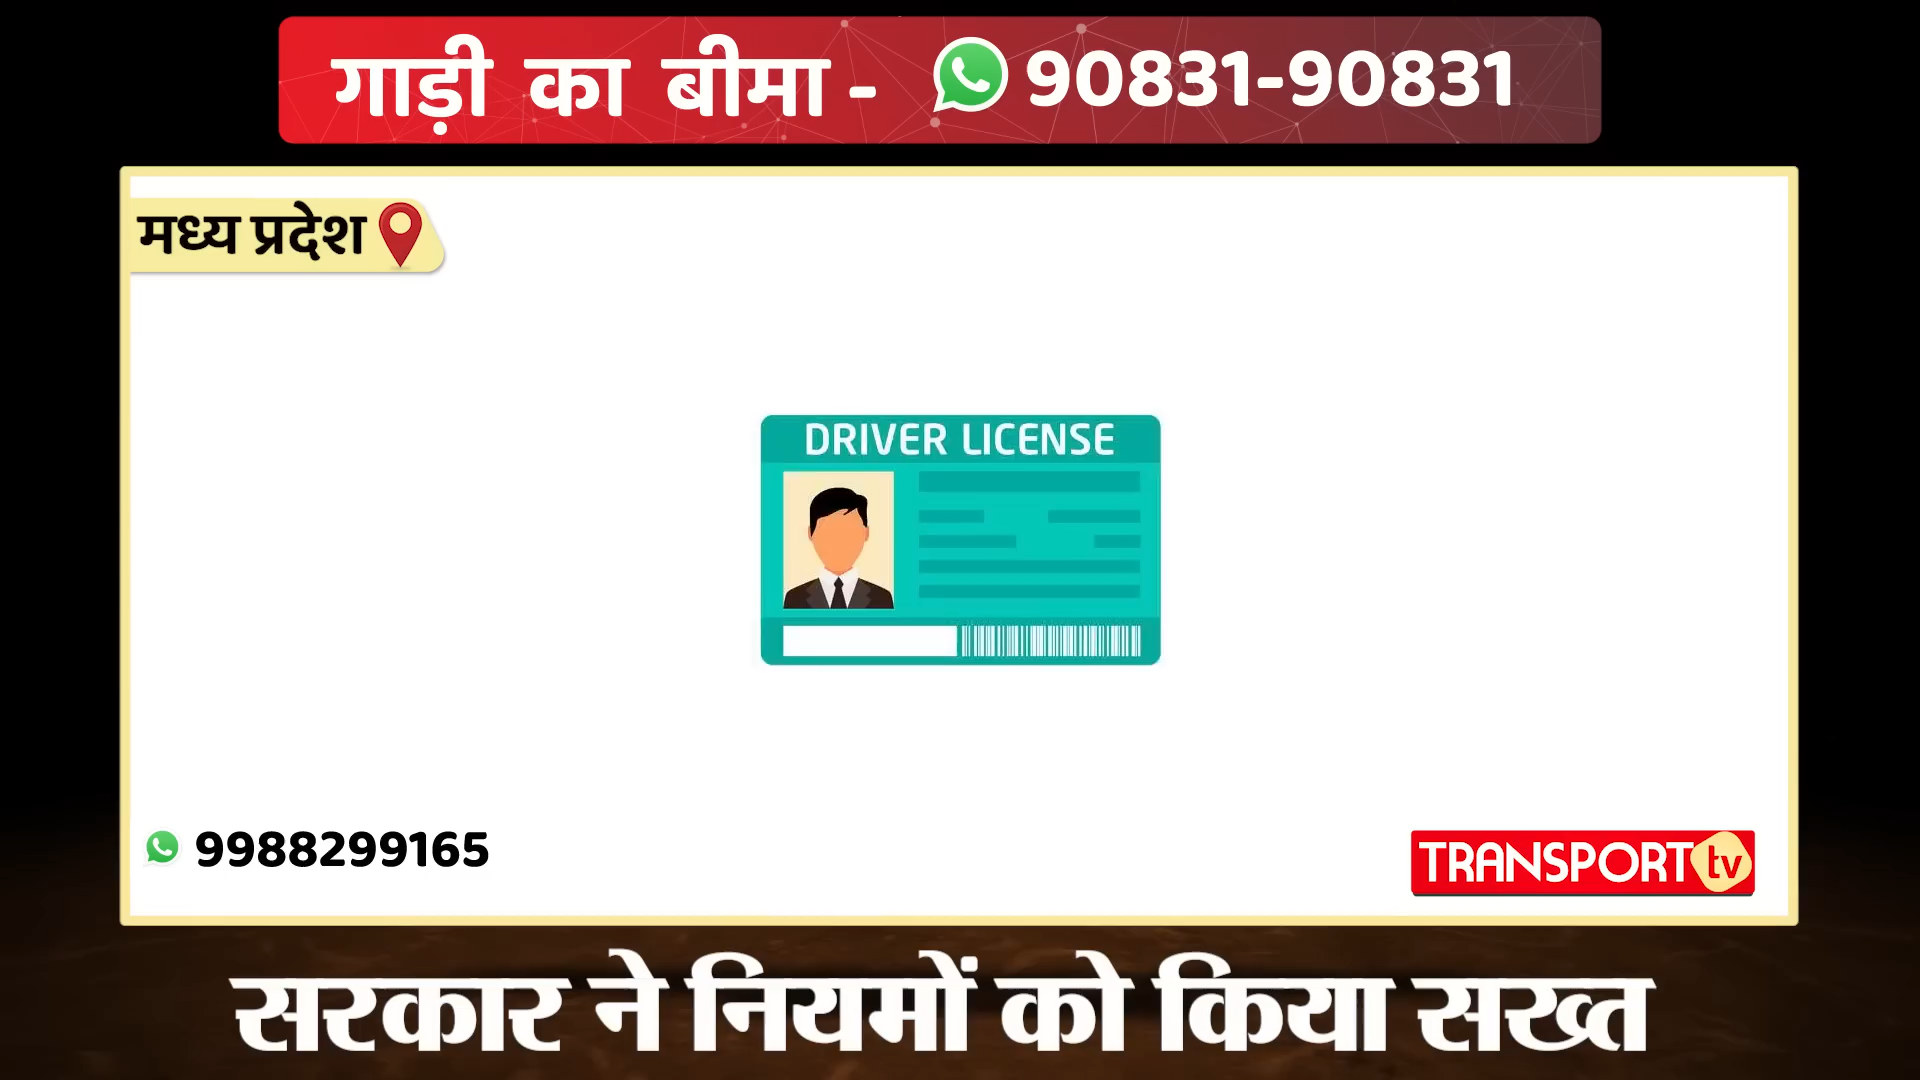 गाड़ी का बीमा - 90831-90831
मध्य प्रदेश
DRIVER LICENSE
9988299165
TRANSPORT tv
सरकार ने नियमों को किया सख्त